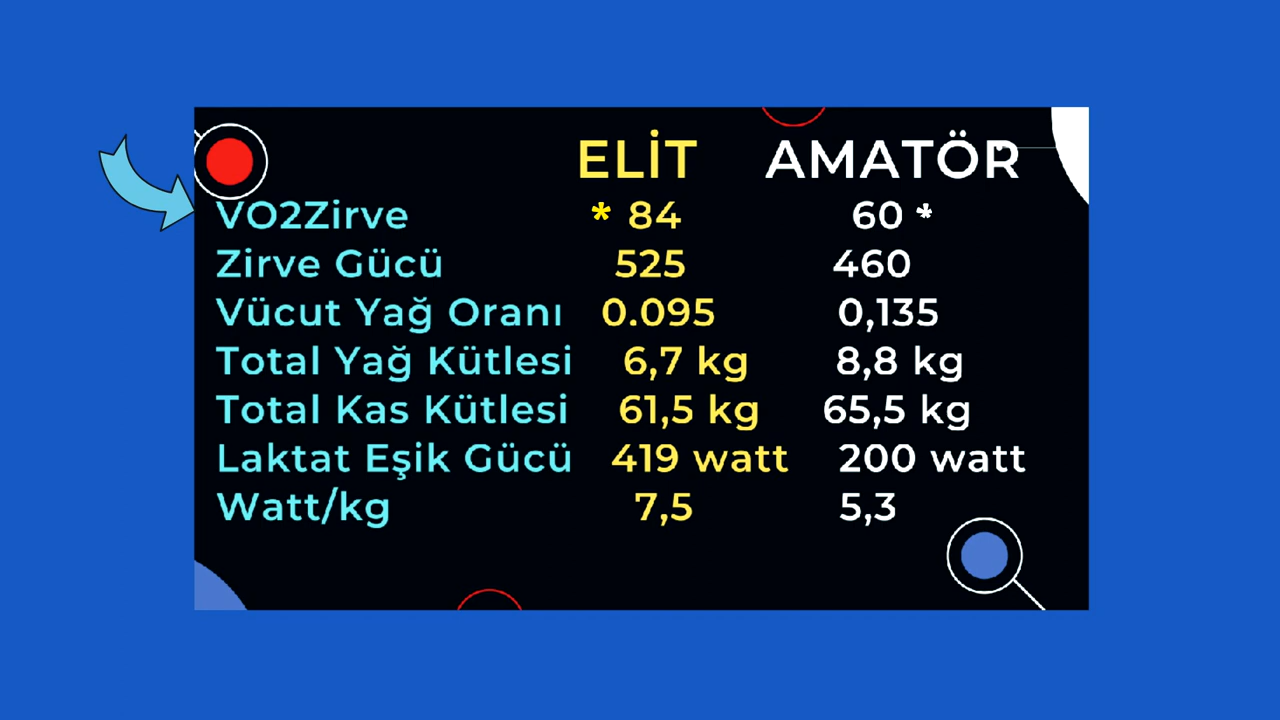 ELİT AMATÖR
VO2Zirve * 84 60 *
Zirve Gücü 525 460
Vücut Yağ Oranı 0.095 0,135
Total Yağ Kütlesi 6,7 kg 8,8 kg
Total Kas Kütlesi 61,5 kg 65,5 kg
Laktat Eşik Gücü 419 watt 200 watt
Watt/kg 7,5 5,3